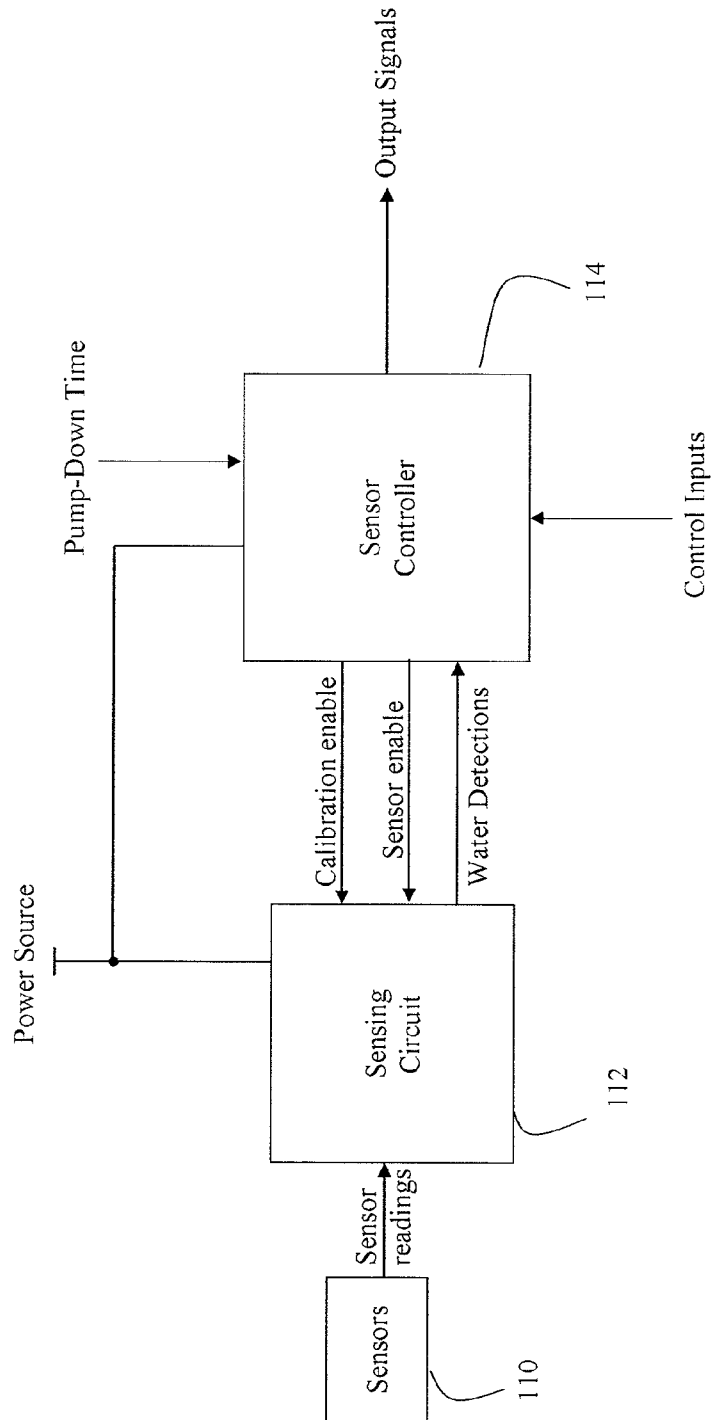 Power Source
Pump-Down Time
Sensors
Sensor
readings
Sensing
Circuit
Calibration enable
Sensor enable
Water Detections
Sensor
Controller
Output Signals
Control Inputs
110
112
114